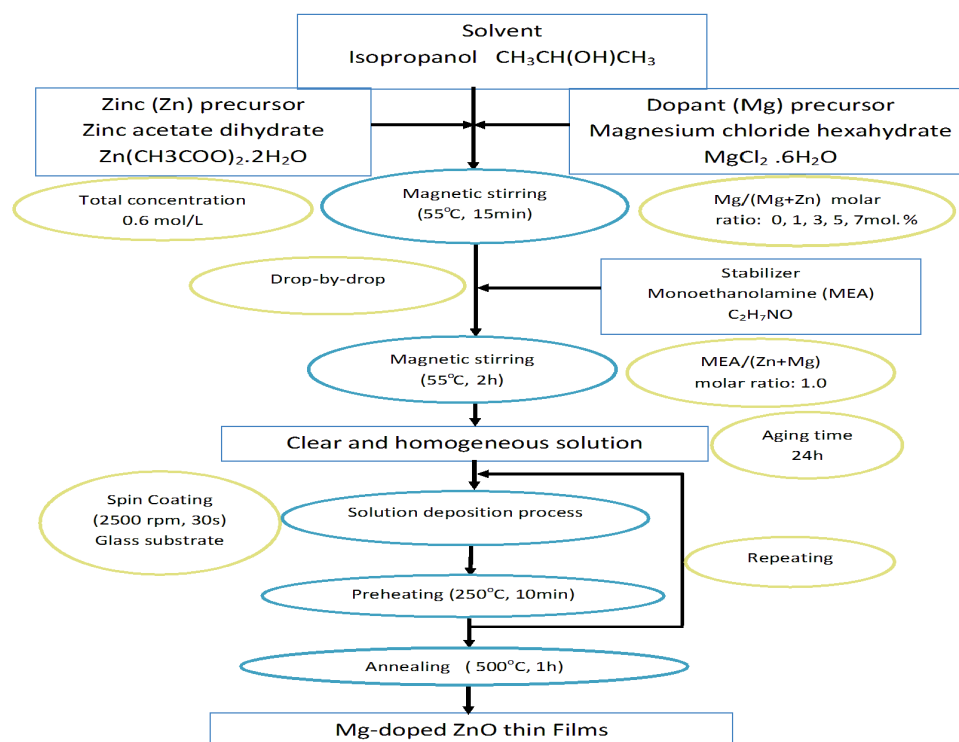 Solvent
Isopropanol CH₃CH(OH)CH₃
Zinc (Zn) precursor
Zinc acetate dihydrate
Zn(CH3COO)₂.2H₂O
Dopant (Mg) precursor
Magnesium chloride hexahydrate
MgCl₂ .6H₂O
Total concentration
0.6 mol/L
Magnetic stirring
(55°C, 15min)
Mg/(Mg+Zn) molar
ratio: 0, 1, 3, 5, 7mol.%
Drop-by-drop
Stabilizer
Monoethanolamine (MEA)
C₂H₇NO
Magnetic stirring
(55°C, 2h)
MEA/(Zn+Mg)
molar ratio: 1.0
Clear and homogeneous solution
Aging time
24h
Spin Coating
(2500 rpm, 30s)
Glass substrate
Solution deposition process
Repeating
Preheating (250°C, 10min)
Annealing ( 500°C, 1h)
Mg-doped ZnO thin Films